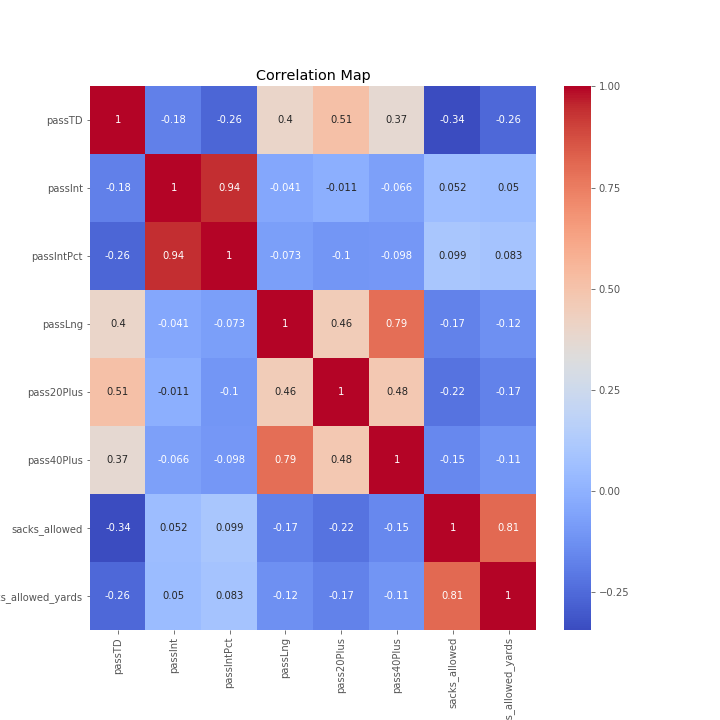 Correlation Map
passTD 1 -0.18 -0.26 0.4 0.51 0.37 -0.34 -0.26
passInt -0.18 1 0.94 -0.041 -0.011 -0.066 0.052 0.05
passIntPct -0.26 0.94 1 -0.073 -0.1 -0.098 0.099 0.083
passLng 0.4 -0.041 -0.073 1 0.46 0.79 -0.17 -0.12
pass20Plus 0.51 -0.011 -0.1 0.46 1 0.48 -0.22 -0.17
pass40Plus 0.37 -0.066 -0.098 0.79 0.48 1 -0.15 -0.11
sacks_allowed -0.34 0.052 0.099 -0.17 -0.22 -0.15 1 0.81
s_allowed_yards -0.26 0.05 0.083 -0.12 -0.17 -0.11 0.81 1
passTD
passInt
passIntPct
passLng
pass20Plus
pass40Plus
sacks_allowed
s_allowed_yards
1.00
0.75
0.50
0.25
0.00
−0.25